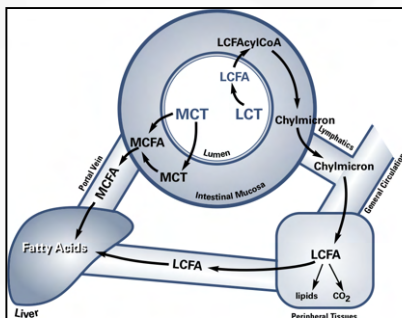 LCFAcylCoA
LCFA
MCT
LCT
Chylmicron
MCFA
Lumen
Lymphatics
MCT
Intestinal Mucosa
Portal Vein
MCFA
Chylmicron
General Circulation
Fatty Acids
LCFA
LCFA
lipids
CO2
Liver
Peripheral Tissues